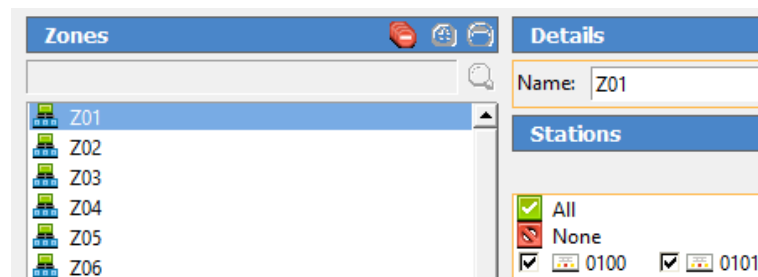 Zones
Details
Name: Z01
Z01
Z02
Z03
Z04
Z05
Z06
Stations
All
None
0100 0101